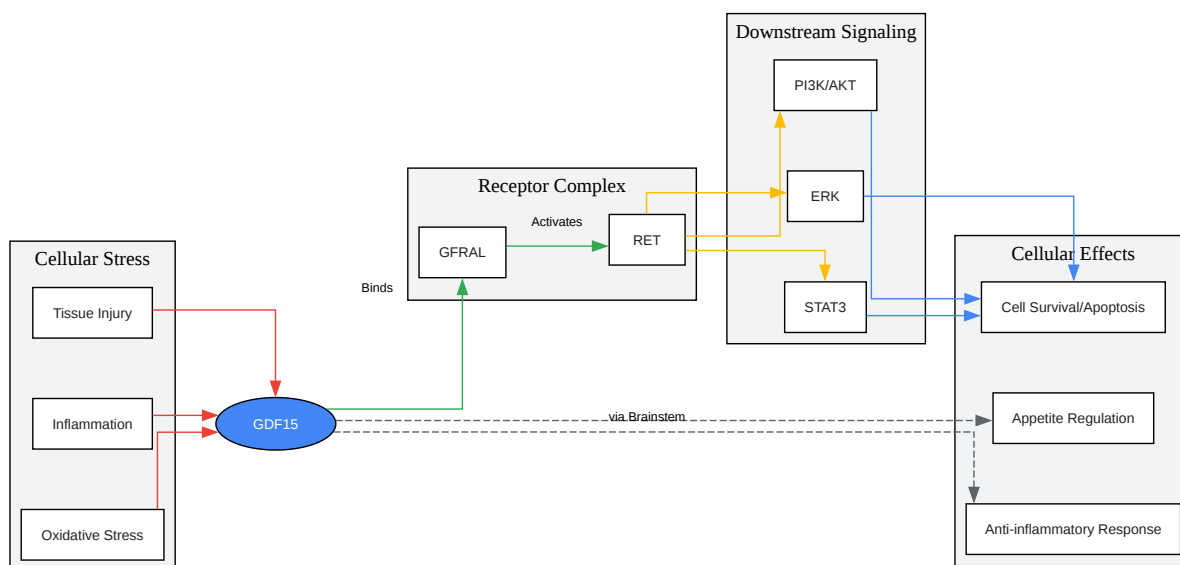 Downstream Signaling
PI3K/AKT
ERK
STAT3
Receptor Complex
Activates
GFRAL
RET
Binds
Cellular Stress
Tissue Injury
Inflammation
Oxidative Stress
GDF15
via Brainstem
Cellular Effects
Cell Survival/Apoptosis
Appetite Regulation
Anti-inflammatory Response